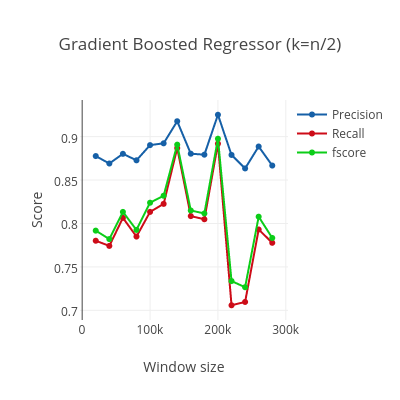 Gradient Boosted Regressor (k=n/2)
Precision
Recall
fscore
0.9
0.85
0.8
0.75
0.7
Score
0
100k
200k
300k
Window size